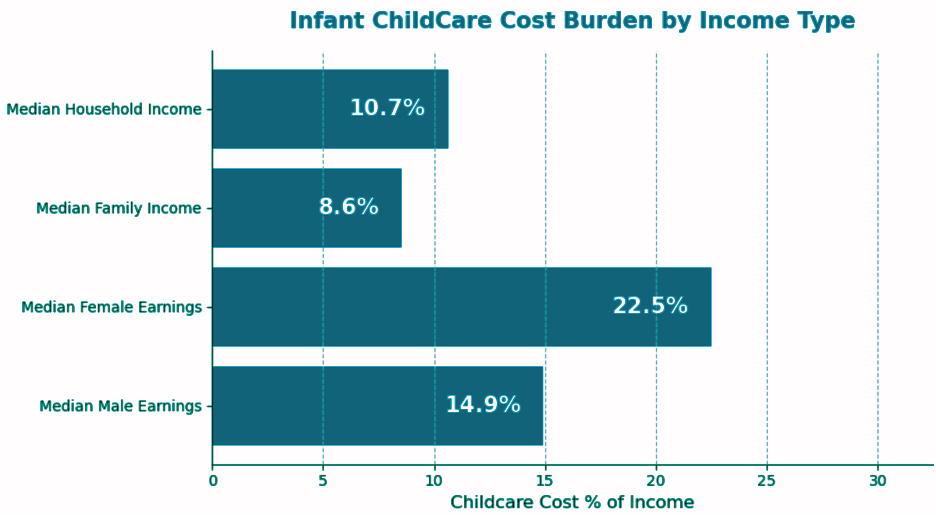 Infant ChildCare Cost Burden by Income Type
Median Household Income
10.7%
Median Family Income
8.6%
Median Female Earnings
22.5%
Median Male Earnings
14.9%
0 5 10 15 20 25 30
Childcare Cost % of Income